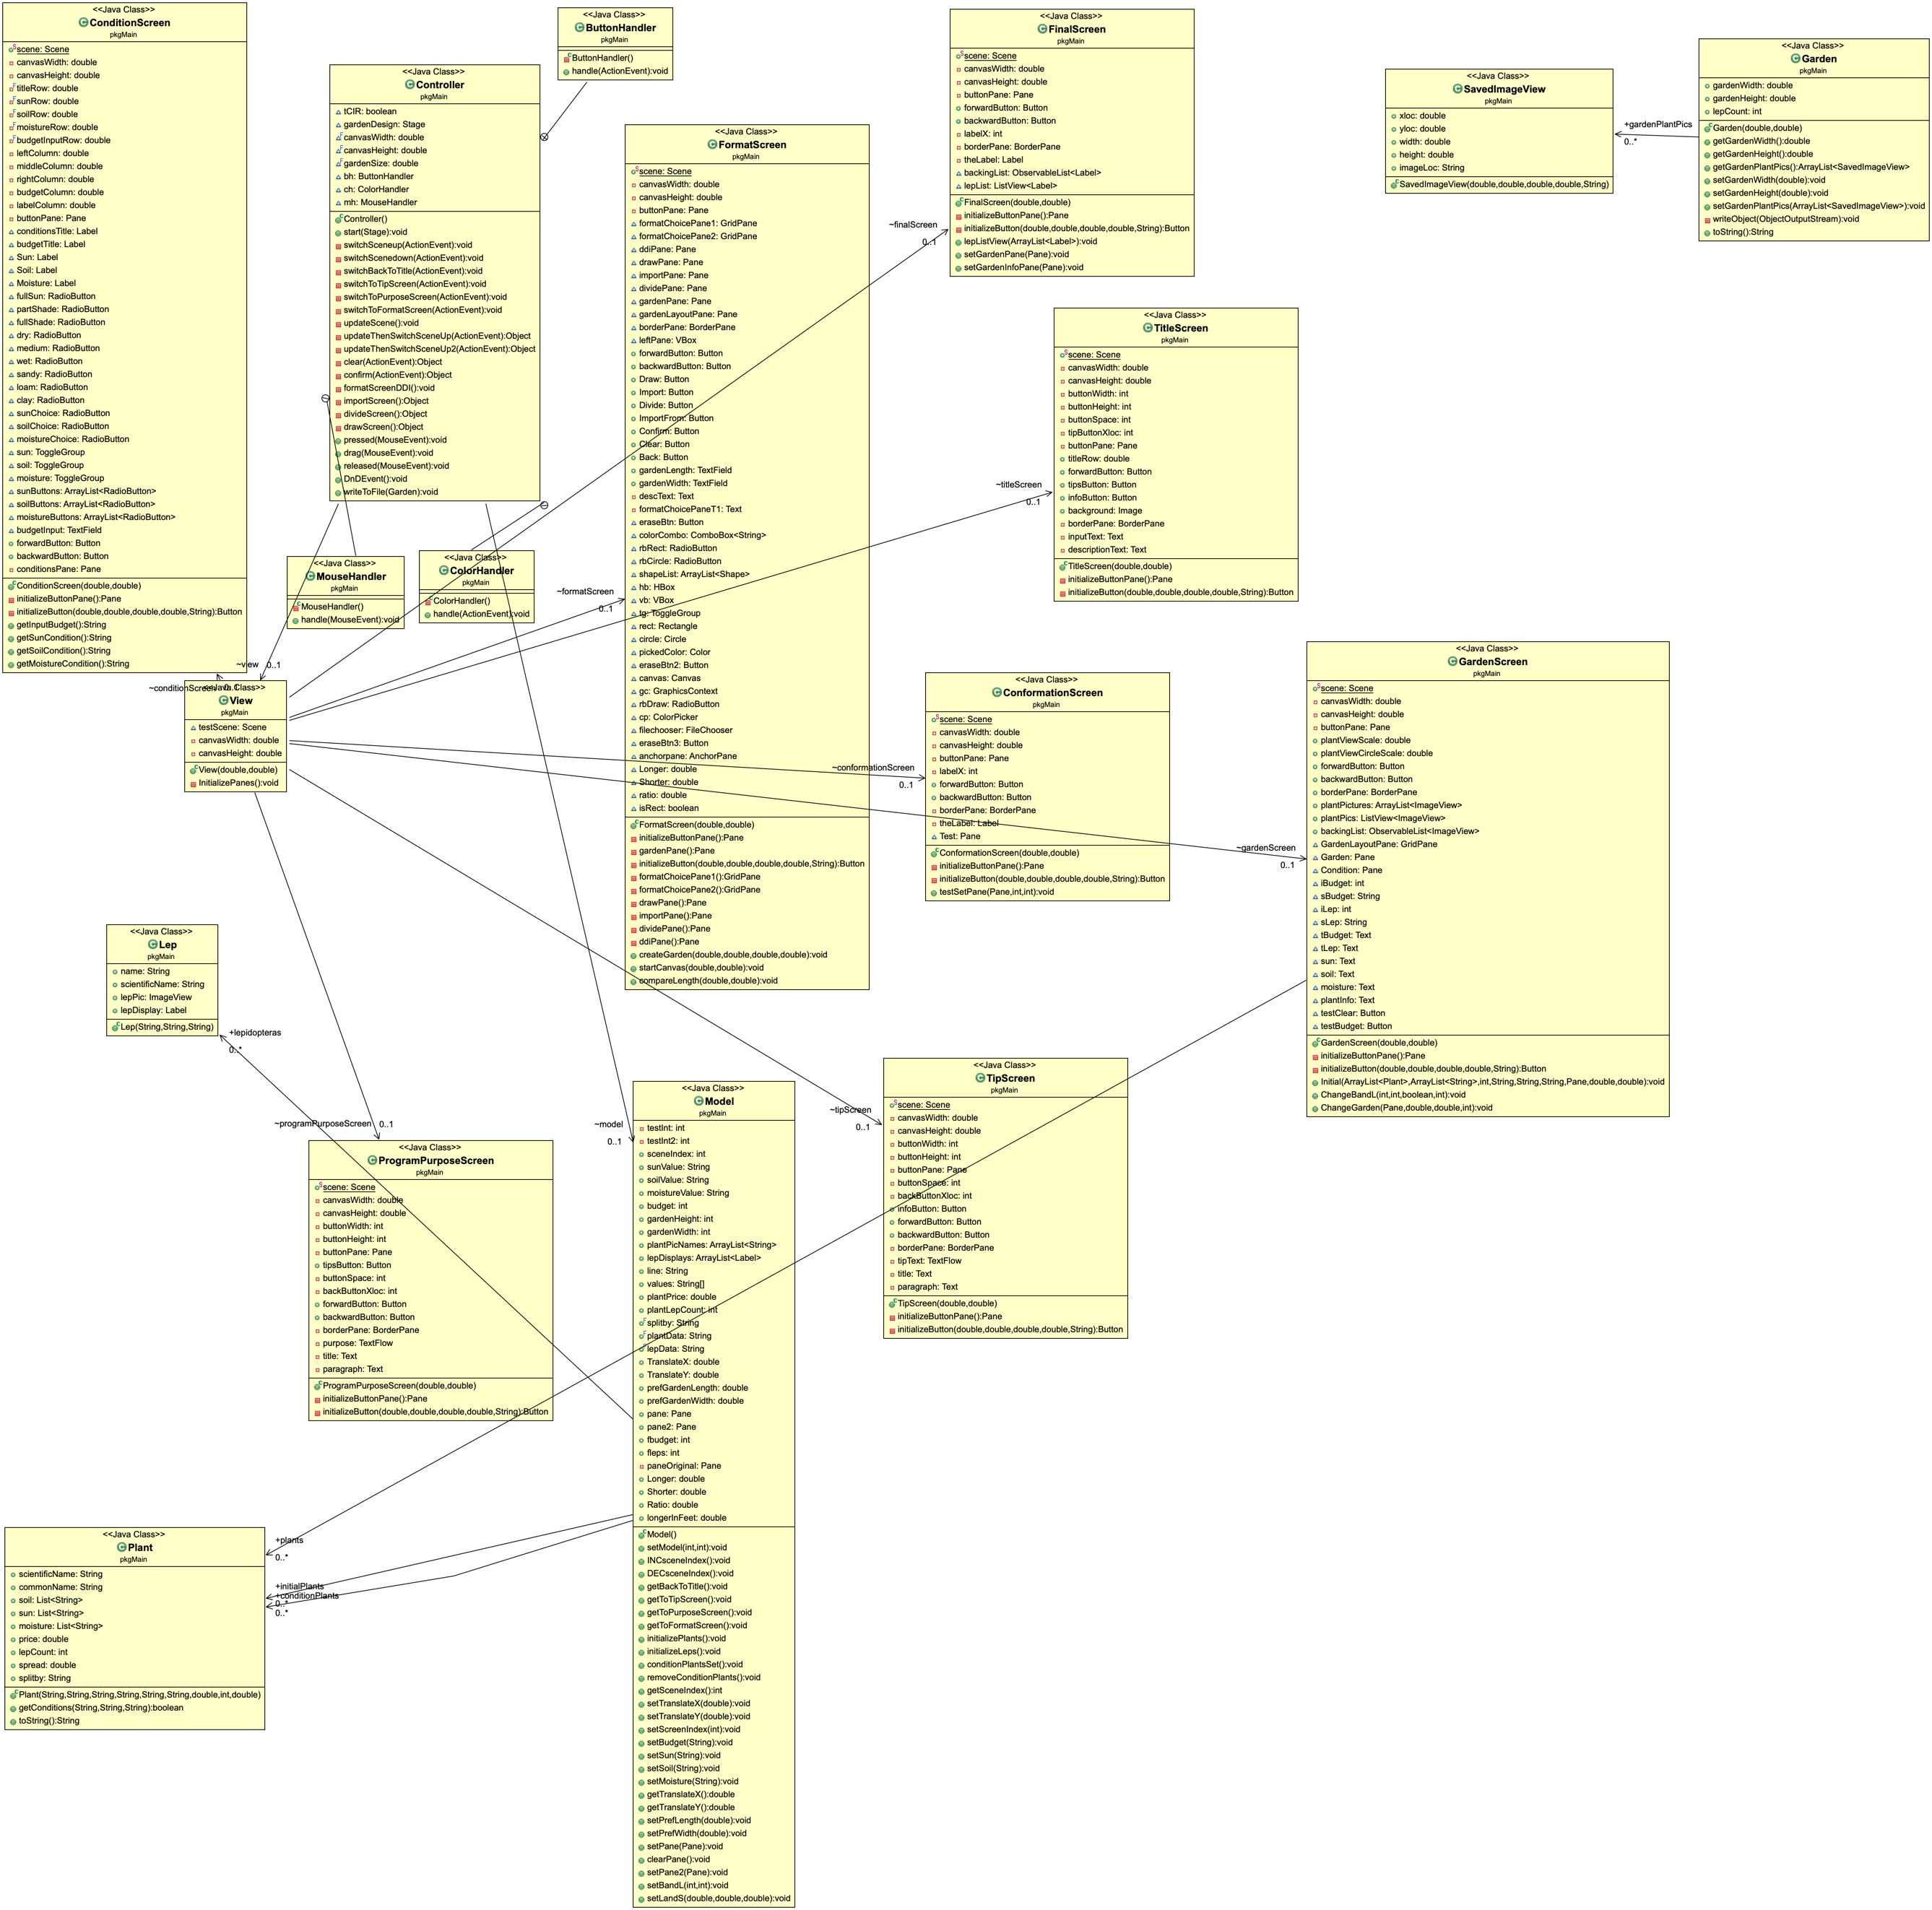 <<Java Class>>
ConditionScreen
pkgMain
scene: Scene
canvasWidth: double
canvasHeight: double
titleRow: double
sunRow: double
soilRow: double
moistureRow: double
budgetInputRow: double
leftColumn: double
middleColumn: double
rightColumn: double
budgetColumn: double
labelColumn: double
buttonPane: Pane
conditionsTitle: Label
budgetTitle: Label
Sun: Label
Soil: Label
Moisture: Label
fullSun: RadioButton
partShade: RadioButton
fullShade: RadioButton
dry: RadioButton
medium: RadioButton
wet: RadioButton
sandy: RadioButton
loam: RadioButton
clay: RadioButton
sunChoice: RadioButton
soilChoice: RadioButton
moistureChoice: RadioButton
sun: ToggleGroup
soil: ToggleGroup
moisture: ToggleGroup
sunButtons: ArrayList<RadioButton>
soilButtons: ArrayList<RadioButton>
moistureButtons: ArrayList<RadioButton>
budgetInput: TextField
forwardButton: Button
backwardButton: Button
conditionsPane: Pane
ConditionScreen(double,double)
initializeButtonPane():Pane
initializeButton(double,double,double,double,String):Button
getInputBudget():String
getSunCondition():String
getSoilCondition():String
getMoistureCondition():String
<<Java Class>>
ButtonHandler
pkgMain
ButtonHandler()
handle(ActionEvent):void
<<Java Class>>
Controller
pkgMain
tCIR: boolean
gardenDesign: Stage
canvasWidth: double
canvasHeight: double
gardenSize: double
bh: ButtonHandler
ch: ColorHandler
mh: MouseHandler
Controller()
start(Stage):void
switchSceneup(ActionEvent):void
switchScenedown(ActionEvent):void
switchBackToTitle(ActionEvent):void
switchToTipScreen(ActionEvent):void
switchToPurposeScreen(ActionEvent):void
switchToFormatScreen(ActionEvent):void
updateScene():void
updateThenSwitchSceneUp(ActionEvent):Object
updateThenSwitchSceneUp2(ActionEvent):Object
clear(ActionEvent):Object
confirm(ActionEvent):Object
formatScreenDDI():void
importScreen():Object
divideScreen():Object
drawScreen():Object
pressed(MouseEvent):void
drag(MouseEvent):void
released(MouseEvent):void
DnDEvent():void
writeToFile(Garden):void
<<Java Class>>
FormatScreen
pkgMain
scene: Scene
canvasWidth: double
canvasHeight: double
buttonPane: Pane
formatChoicePane1: GridPane
formatChoicePane2: GridPane
ddiPane: Pane
drawPane: Pane
importPane: Pane
dividePane: Pane
gardenPane: Pane
gardenLayoutPane: Pane
borderPane: BorderPane
leftPane: VBox
forwardButton: Button
backwardButton: Button
Draw: Button
Import: Button
Divide: Button
ImportFrom: Button
Confirm: Button
Clear: Button
Back: Button
gardenLength: TextField
gardenWidth: TextField
descText: Text
formatChoicePaneT1: Text
eraseBtn: Button
colorCombo: ComboBox<String>
rbRect: RadioButton
rbCircle: RadioButton
shapeList: ArrayList<Shape>
hb: HBox
vb: VBox
tg: ToggleGroup
rect: Rectangle
circle: Circle
pickedColor: Color
eraseBtn2: Button
canvas: Canvas
gc: GraphicsContext
rbDraw: RadioButton
cp: ColorPicker
filechooser: FileChooser
eraseBtn3: Button
anchorpane: AnchorPane
Longer: double
Shorter: double
ratio: double
isRect: boolean
FormatScreen(double,double)
initializeButtonPane():Pane
gardenPane():Pane
initializeButton(double,double,double,double,String):Button
formatChoicePane1():GridPane
formatChoicePane2():GridPane
drawPane():Pane
importPane():Pane
dividePane():Pane
ddiPane():Pane
createGarden(double,double,double,double):void
startCanvas(double,double):void
compareLength(double,double):void
<<Java Class>>
FinalScreen
pkgMain
scene: Scene
canvasWidth: double
canvasHeight: double
buttonPane: Pane
forwardButton: Button
backwardButton: Button
labelX: int
borderPane: BorderPane
theLabel: Label
backingList: ObservableList<Label>
lepList: ListView<Label>
FinalScreen(double,double)
initializeButtonPane():Pane
initializeButton(double,double,double,double,String):Button
lepListView(ArrayList<Label>):void
setGardenPane(Pane):void
setGardenInfoPane(Pane):void
~finalScreen
0..1
<<Java Class>>
SavedImageView
pkgMain
xloc: double
yloc: double
width: double
height: double
imageLoc: String
SavedImageView(double,double,double,double,String)
+gardenPlantPics
0..*
<<Java Class>>
Garden
pkgMain
gardenWidth: double
gardenHeight: double
lepCount: int
Garden(double,double)
getGardenWidth():double
getGardenHeight():double
getGardenPlantPics():ArrayList<SavedImageView>
setGardenWidth(double):void
setGardenHeight(double):void
setGardenPlantPics(ArrayList<SavedImageView>):void
writeObject(ObjectOutputStream):void
toString():String
<<Java Class>>
TitleScreen
pkgMain
scene: Scene
canvasWidth: double
canvasHeight: double
buttonWidth: int
buttonHeight: int
buttonSpace: int
tipButtonXloc: int
buttonPane: Pane
titleRow: double
forwardButton: Button
tipsButton: Button
infoButton: Button
background: Image
borderPane: BorderPane
inputText: Text
descriptionText: Text
TitleScreen(double,double)
initializeButtonPane():Pane
initializeButton(double,double,double,double,String):Button
~titleScreen
0..1
<<Java Class>>
MouseHandler
pkgMain
MouseHandler()
handle(MouseEvent):void
<<Java Class>>
ColorHandler
pkgMain
ColorHandler()
handle(ActionEvent):void
~formatScreen
0..1
~view
0..1
~conditionScreen
0..1
<<Java Class>>
View
pkgMain
testScene: Scene
canvasWidth: double
canvasHeight: double
View(double,double)
InitializePanes():void
<<Java Class>>
ConformationScreen
pkgMain
scene: Scene
canvasWidth: double
canvasHeight: double
buttonPane: Pane
labelX: int
forwardButton: Button
backwardButton: Button
borderPane: BorderPane
theLabel: Label
Test: Pane
ConformationScreen(double,double)
initializeButtonPane():Pane
initializeButton(double,double,double,double,String):Button
testSetPane(Pane,int,int):void
~conformationScreen
0..1
<<Java Class>>
GardenScreen
pkgMain
scene: Scene
canvasWidth: double
canvasHeight: double
buttonPane: Pane
plantViewScale: double
plantViewCircleScale: double
forwardButton: Button
backwardButton: Button
borderPane: BorderPane
plantPictures: ArrayList<ImageView>
plantPics: ListView<ImageView>
backingList: ObservableList<ImageView>
GardenLayoutPane: GridPane
Garden: Pane
Condition: Pane
iBudget: int
sBudget: String
iLep: int
sLep: String
tBudget: Text
tLep: Text
sun: Text
soil: Text
moisture: Text
plantInfo: Text
testClear: Button
testBudget: Button
GardenScreen(double,double)
initializeButtonPane():Pane
initializeButton(double,double,double,double,String):Button
Initial(ArrayList<Plant>,ArrayList<String>,int,String,String,String,Pane,double,double):void
ChangeBandL(int,int,boolean,int):void
ChangeGarden(Pane,double,double,int):void
~gardenScreen
0..1
<<Java Class>>
Lep
pkgMain
name: String
scientificName: String
lepPic: ImageView
lepDisplay: Label
Lep(String,String,String)
+lepidopteras
0..*
~programPurposeScreen
0..1
<<Java Class>>
ProgramPurposeScreen
pkgMain
scene: Scene
canvasWidth: double
canvasHeight: double
buttonWidth: int
buttonHeight: int
buttonPane: Pane
tipsButton: Button
buttonSpace: int
backButtonXloc: int
forwardButton: Button
backwardButton: Button
borderPane: BorderPane
purpose: TextFlow
title: Text
paragraph: Text
ProgramPurposeScreen(double,double)
initializeButtonPane():Pane
initializeButton(double,double,double,double,String):Button
~model
0..1
<<Java Class>>
Model
pkgMain
testInt: int
testInt2: int
sceneIndex: int
sunValue: String
soilValue: String
moistureValue: String
budget: int
gardenHeight: int
gardenWidth: int
plantPicNames: ArrayList<String>
lepDisplays: ArrayList<Label>
line: String
values: String[]
plantPrice: double
plantLepCount: int
splitby: String
plantData: String
lepData: String
TranslateX: double
TranslateY: double
prefGardenLength: double
prefGardenWidth: double
pane: Pane
pane2: Pane
fbudget: int
fleps: int
paneOriginal: Pane
Longer: double
Shorter: double
Ratio: double
longerInFeet: double
Model()
setModel(int,int):void
INCsceneIndex():void
DECsceneIndex():void
getBackToTitle():void
getToTipScreen():void
getToPurposeScreen():void
getToFormatScreen():void
initializePlants():void
initializeLeps():void
conditionPlantsSet():void
removeConditionPlants():void
getSceneIndex():int
setTranslateX(double):void
setTranslateY(double):void
setScreenIndex(int):void
setBudget(String):void
setSun(String):void
setSoil(String):void
setMoisture(String):void
getTranslateX():double
getTranslateY():double
setPrefLength(double):void
setPrefWidth(double):void
setPane(Pane):void
clearPane():void
setPane2(Pane):void
setBandL(int,int):void
setLandS(double,double,double):void
~tipScreen
0..1
<<Java Class>>
TipScreen
pkgMain
scene: Scene
canvasWidth: double
canvasHeight: double
buttonWidth: int
buttonHeight: int
buttonPane: Pane
buttonSpace: int
backButtonXloc: int
infoButton: Button
forwardButton: Button
backwardButton: Button
borderPane: BorderPane
tipText: TextFlow
title: Text
paragraph: Text
TipScreen(double,double)
initializeButtonPane():Pane
initializeButton(double,double,double,double,String):Button
<<Java Class>>
Plant
pkgMain
scientificName: String
commonName: String
soil: List<String>
sun: List<String>
moisture: List<String>
price: double
lepCount: int
spread: double
splitby: String
Plant(String,String,String,String,String,String,double,int,double)
getConditions(String,String,String):boolean
toString():String
+plants
0..*
+initialPlants
0..*
+conditionPlants
0..*